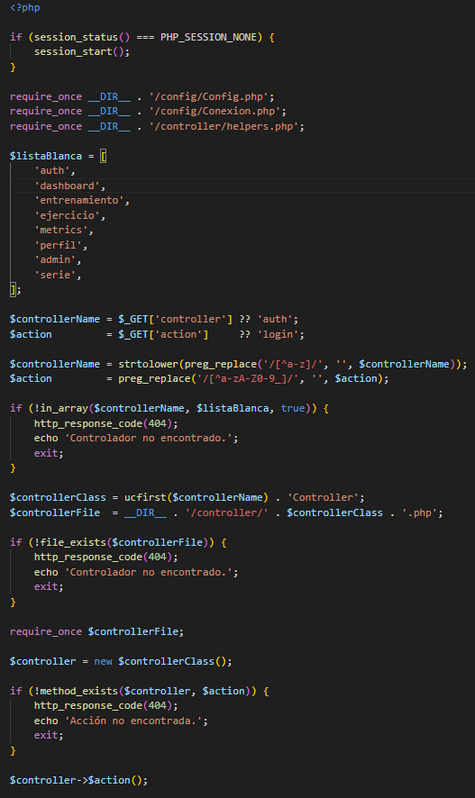 <?php
if (session_status() === PHP_SESSION_NONE) {
    session_start();
}
require_once __DIR__ . '/config/Config.php';
require_once __DIR__ . '/config/Conexion.php';
require_once __DIR__ . '/controller/helpers.php';
$listaBlanca = [
    'auth',
    'dashboard',
    'entrenamiento',
    'ejercicio',
    'metrics',
    'perfil',
    'admin',
    'serie',
];
$controllerName = $_GET['controller'] ?? 'auth';
$action         = $_GET['action']     ?? 'login';
$controllerName = strtolower(preg_replace('/[^a-z]/', '', $controllerName));
$action         = preg_replace('/[^a-zA-Z0-9_]/', '', $action);
if (!in_array($controllerName, $listaBlanca, true)) {
    http_response_code(404);
    echo 'Controlador no encontrado.';
    exit;
}
$controllerClass = ucfirst($controllerName) . 'Controller';
$controllerFile  = __DIR__ . '/controller/' . $controllerClass . '.php';
if (!file_exists($controllerFile)) {
    http_response_code(404);
    echo 'Controlador no encontrado.';
    exit;
}
require_once $controllerFile;
$controller = new $controllerClass();
if (!method_exists($controller, $action)) {
    http_response_code(404);
    echo 'Acción no encontrada.';
    exit;
}
$controller->$action();